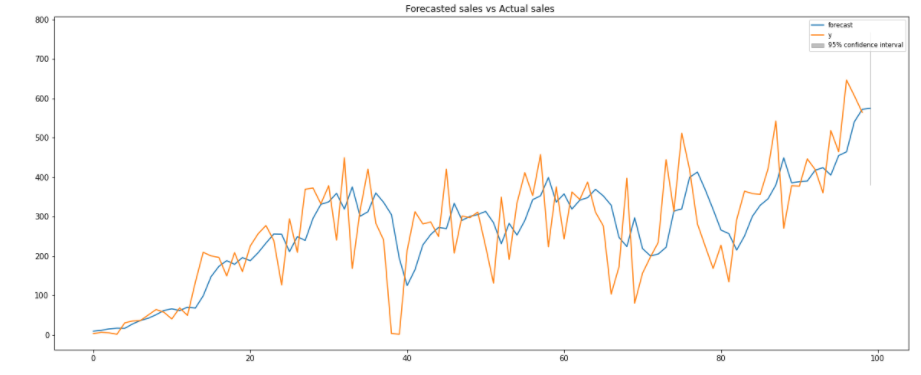 Forecasted sales vs Actual sales
800
700
600
500
400
300
200
100
0
forecast
y
95% confidence interval
0 20 40 60 80 100